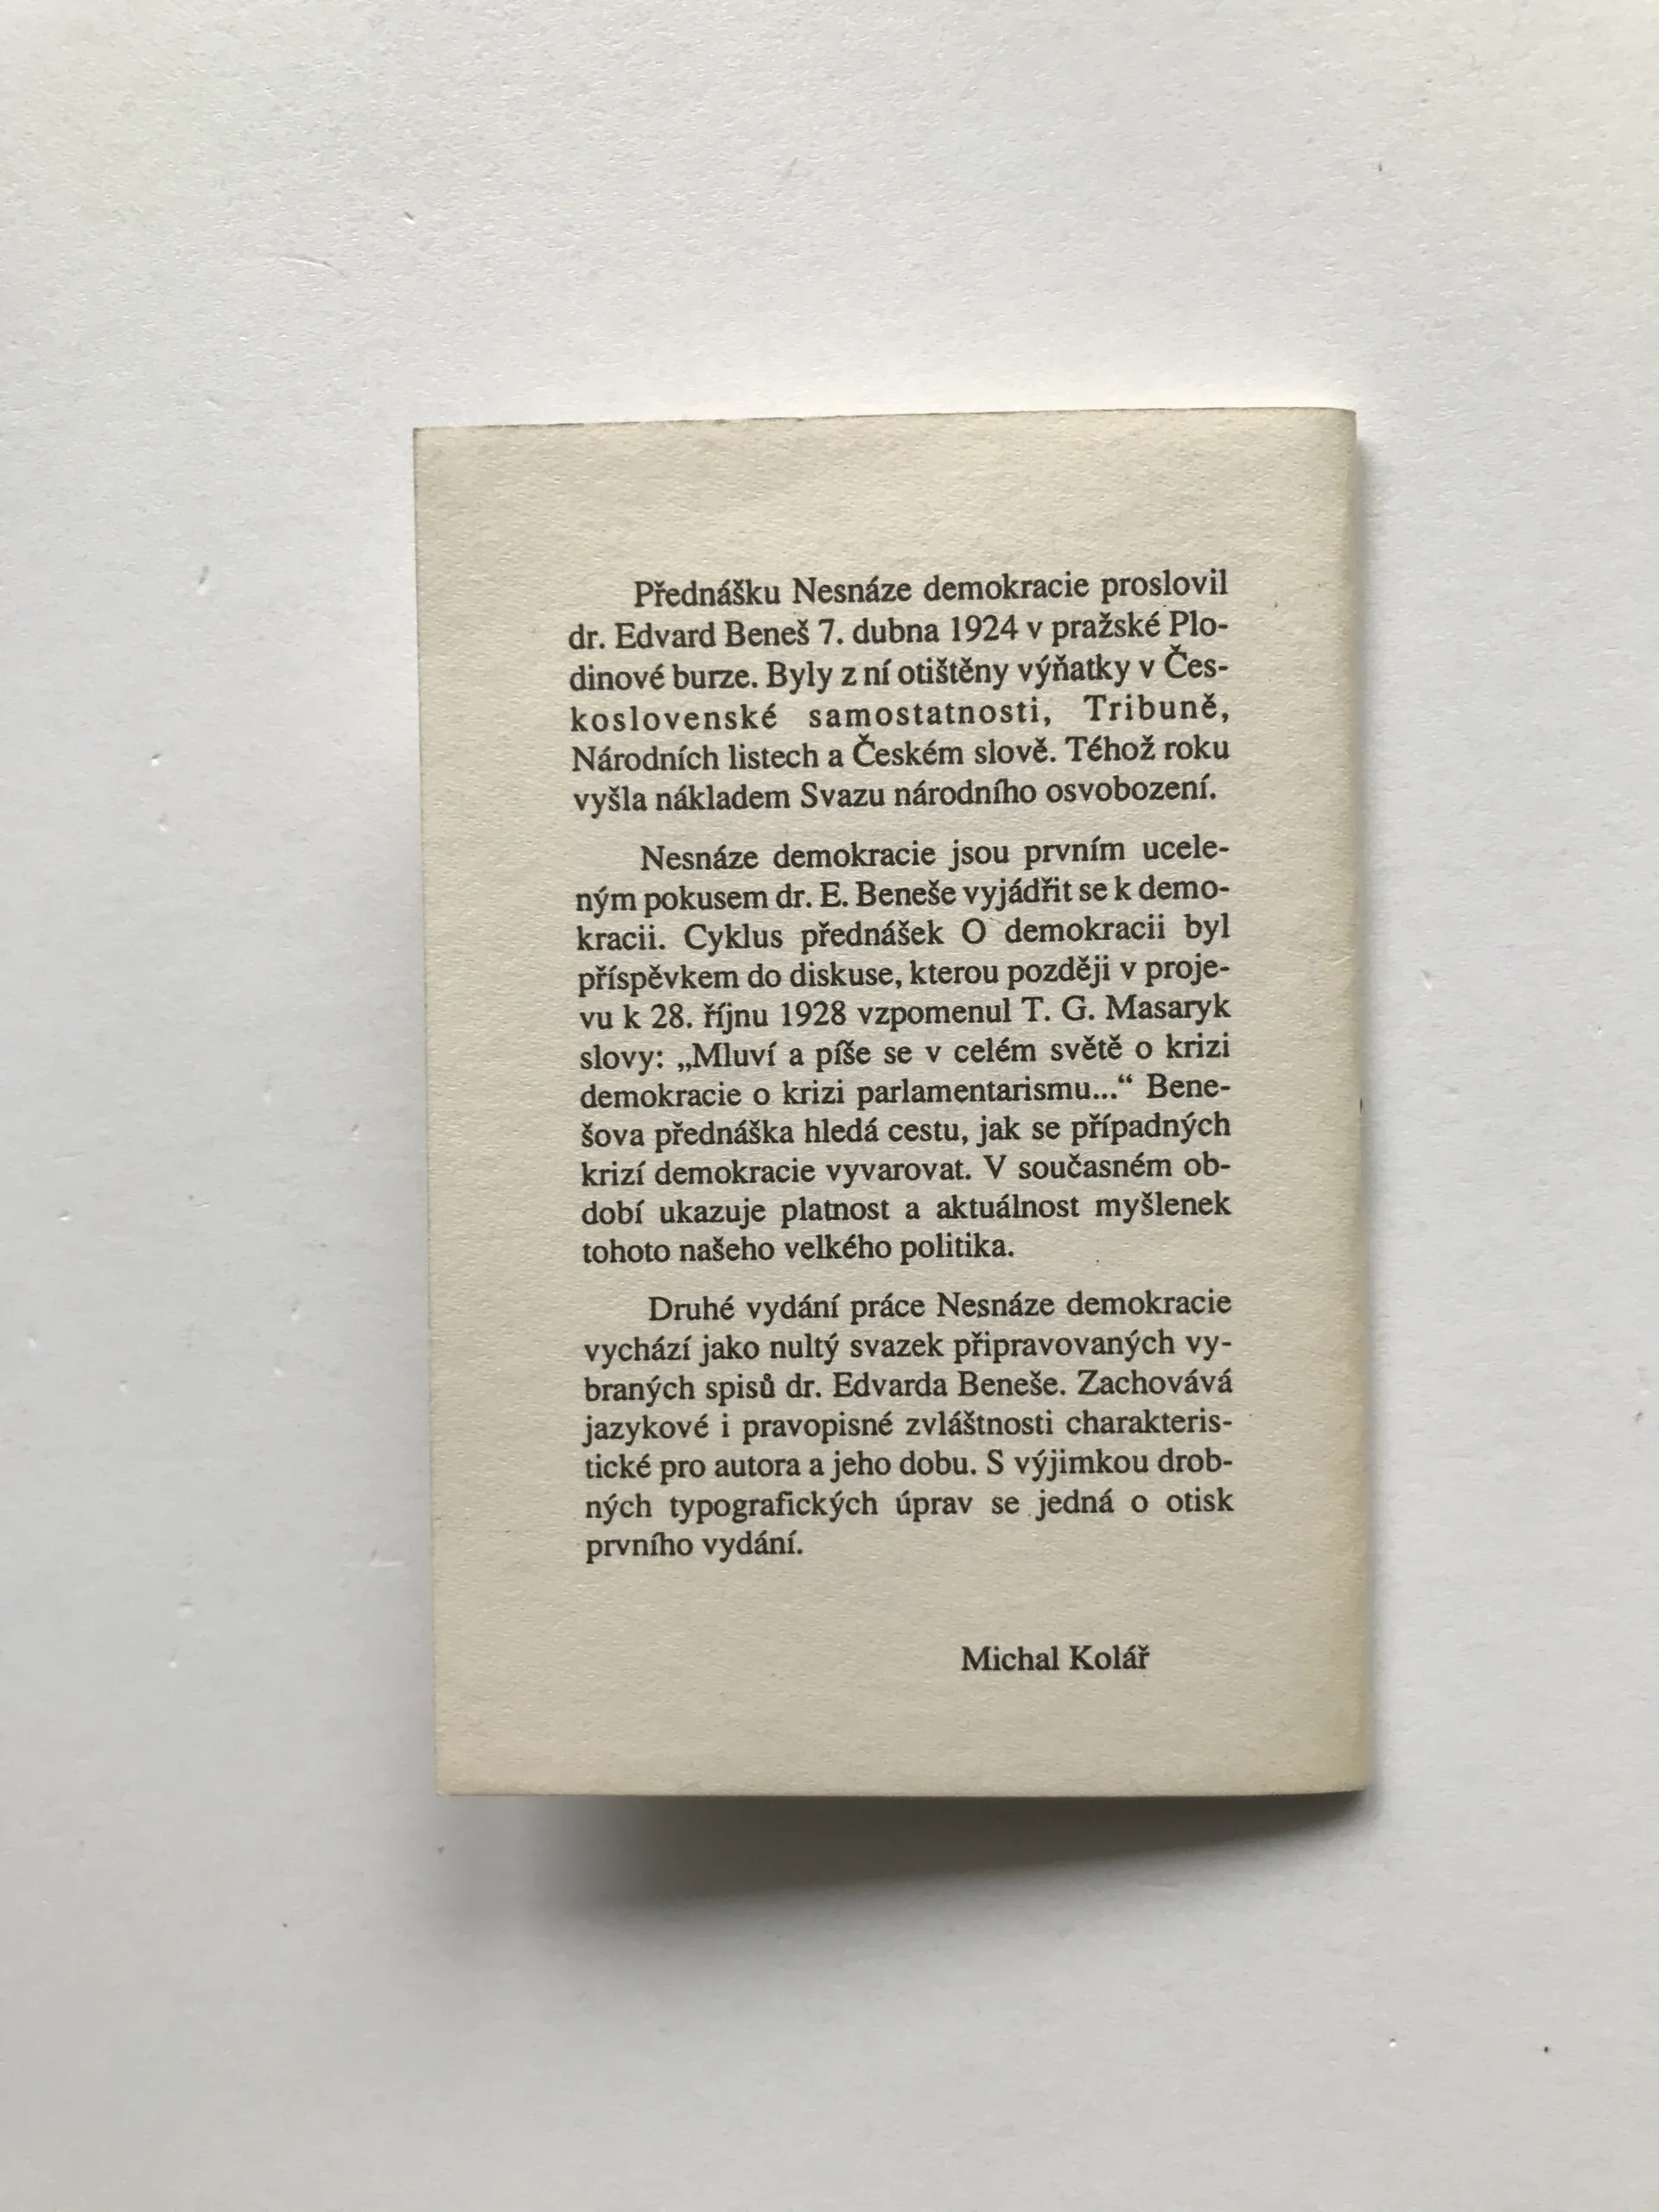 Přednášku Nesnáze demokracie proslovil
dr. Edvard Beneš 7. dubna 1924 v pražské Plo-
dinové burze. Byly z ní otištěny výňatky v Čes-
koslovenské samostatnosti, Tribuně,
Národních listech a Českém slově. Téhož roku
vyšla nákladem Svazu národního osvobození.
Nesnáze demokracie jsou prvním ucele-
ným pokusem dr. E. Beneše vyjádřit se k demo-
kracii. Cyklus přednášek O demokracii byl
příspěvkem do diskuse, kterou později v proje-
vu k 28. říjnu 1928 vzpomenul T. G. Masaryk
slovy: „Mluví a píše se v celém světě o krizi
demokracie o krizi parlamentarismu...“ Bene-
šova přednáška hledá cestu, jak se případných
krizí demokracie vyvarovat. V současném ob-
dobí ukazuje platnost a aktuálnost myšlenek
tohoto našeho velkého politika.
Druhé vydání práce Nesnáze demokracie
vychází jako nultý svazek připravovaných vy-
braných spisů dr. Edvarda Beneše. Zachovává
jazykové i pravopisné zvláštnosti charakteris-
tické pro autora a jeho dobu. S výjimkou drob-
ných typografických úprav se jedná o otisk
prvního vydání.
Michal Kolář